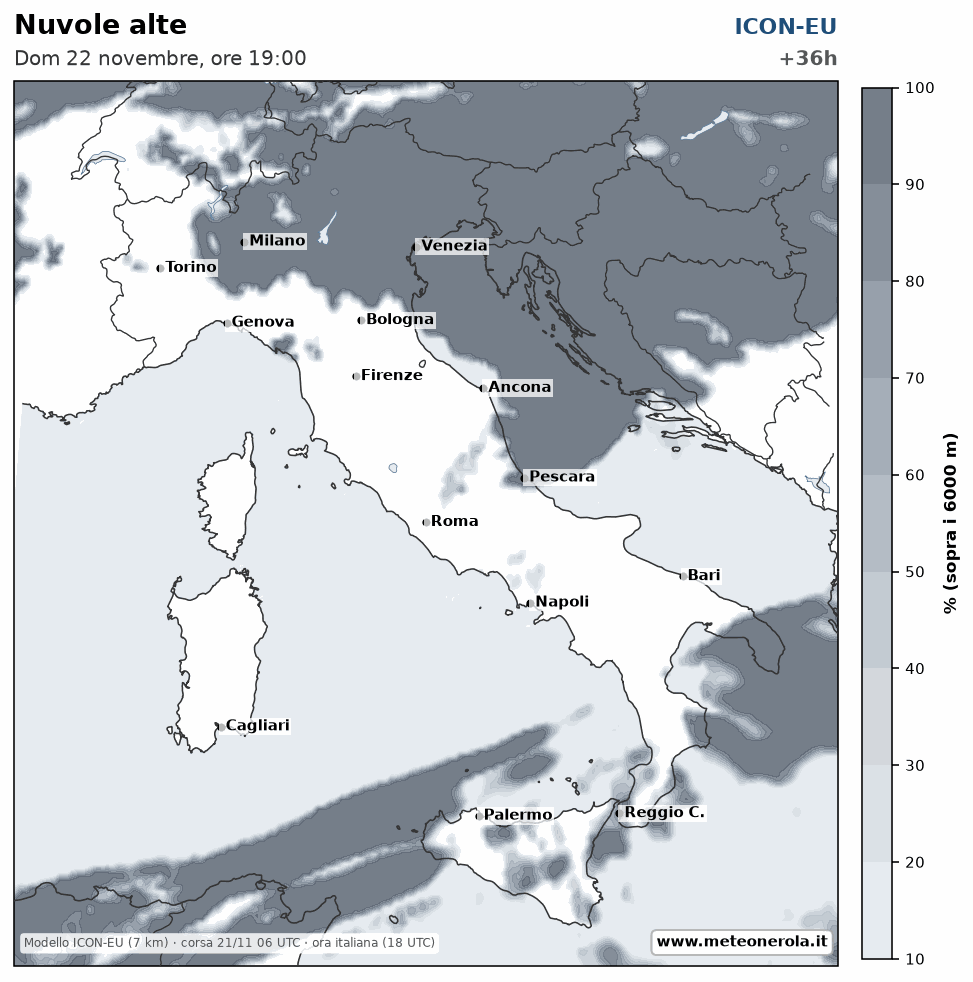 Nuvole alte
ICON-EU
Dom 22 novembre, ore 19:00
+36h
100
90
80
70
60
50
40
30
20
10
% (sopra i 6000 m)
Milano
Venezia
Torino
Genova
Bologna
Firenze
Ancona
Pescara
Roma
Bari
Napoli
Cagliari
Palermo
Reggio C.
Modello ICON-EU (7 km) · corsa 21/11 06 UTC · ora italiana (18 UTC)
www.meteonerola.it